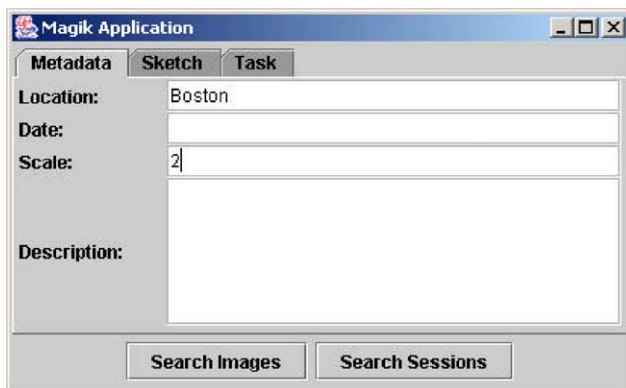 Magik Application
Metadata Sketch Task
Location: Boston
Date:
Scale: 2
Description:
Search Images Search Sessions